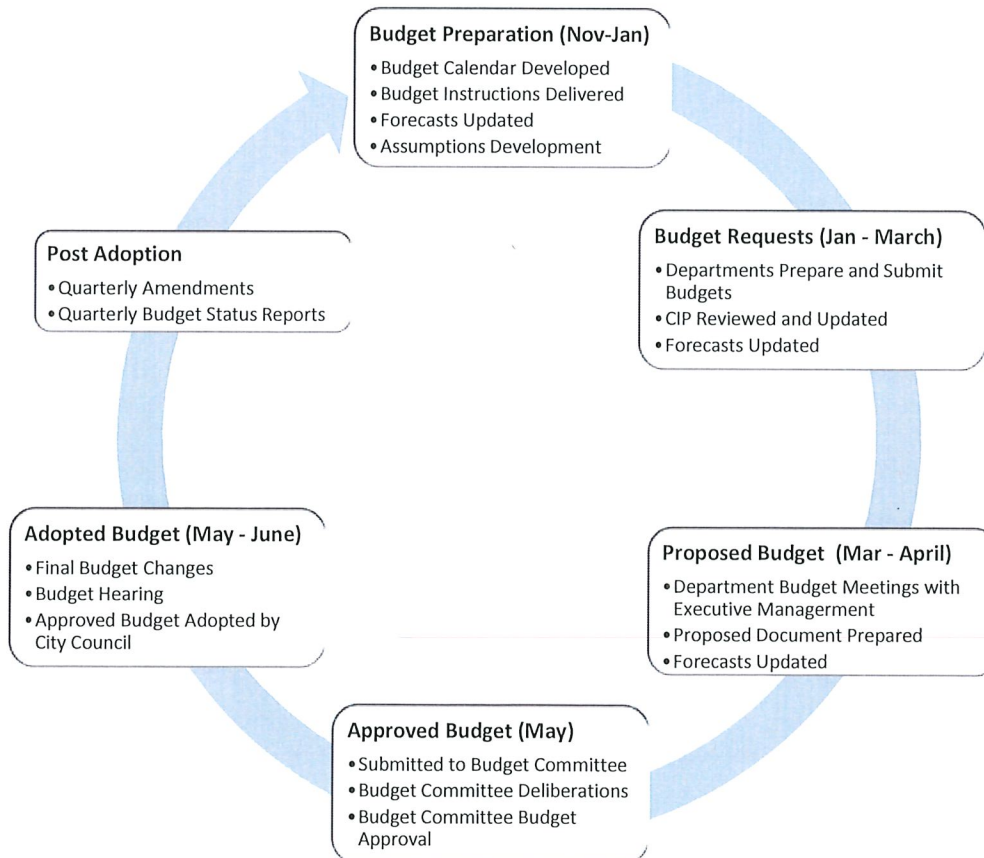 Budget Preparation (Nov-Jan)
• Budget Calendar Developed
• Budget Instructions Delivered
• Forecasts Updated
• Assumptions Development
Budget Requests (Jan - March)
• Departments Prepare and Submit
Budgets
• CIP Reviewed and Updated
• Forecasts Updated
Proposed Budget (Mar - April)
• Department Budget Meetings with
Executive Managerment
• Proposed Document Prepared
• Forecasts Updated
Approved Budget (May)
• Submitted to Budget Committee
• Budget Committee Deliberations
• Budget Committee Budget
Approval
Adopted Budget (May - June)
• Final Budget Changes
• Budget Hearing
• Approved Budget Adopted by
City Council
Post Adoption
• Quarterly Amendments
• Quarterly Budget Status Reports